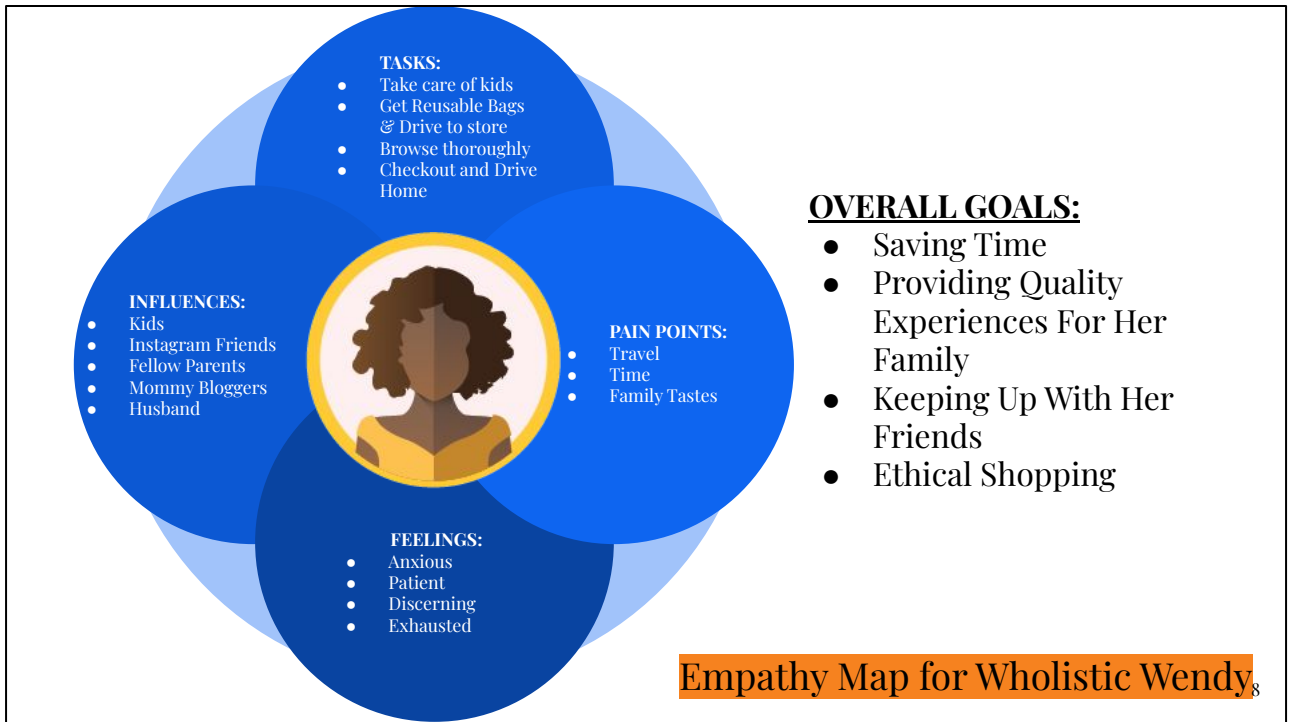 TASKS:
● Take care of kids
● Get Reusable Bags
& Drive to store
● Browse thoroughly
● Checkout and Drive
Home
INFLUENCES:
● Kids
● Instagram Friends
● Fellow Parents
● Mommy Bloggers
● Husband
PAIN POINTS:
● Travel
● Time
● Family Tastes
FEELINGS:
● Anxious
● Patient
● Discerning
● Exhausted
OVERALL GOALS:
● Saving Time
● Providing Quality
Experiences For Her
Family
● Keeping Up With Her
Friends
● Ethical Shopping
Empathy Map for Wholistic Wendy
8